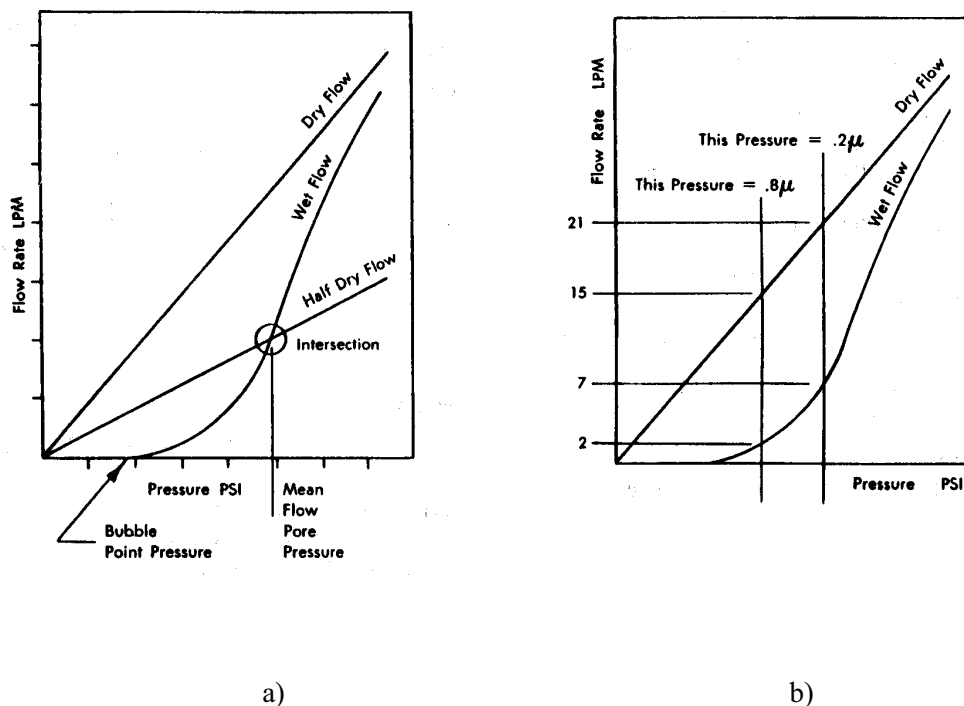 Flow Rate LPM
Dry Flow
Wet Flow
Half Dry Flow
Intersection
Pressure PSI
Mean
Flow
Pore
Pressure
Bubble
Point Pressure
a)
Flow Rate LPM
Dry Flow
This Pressure = .2μ
This Pressure = .8μ
Wet Flow
21
15
7
2
Pressure PSI
b)